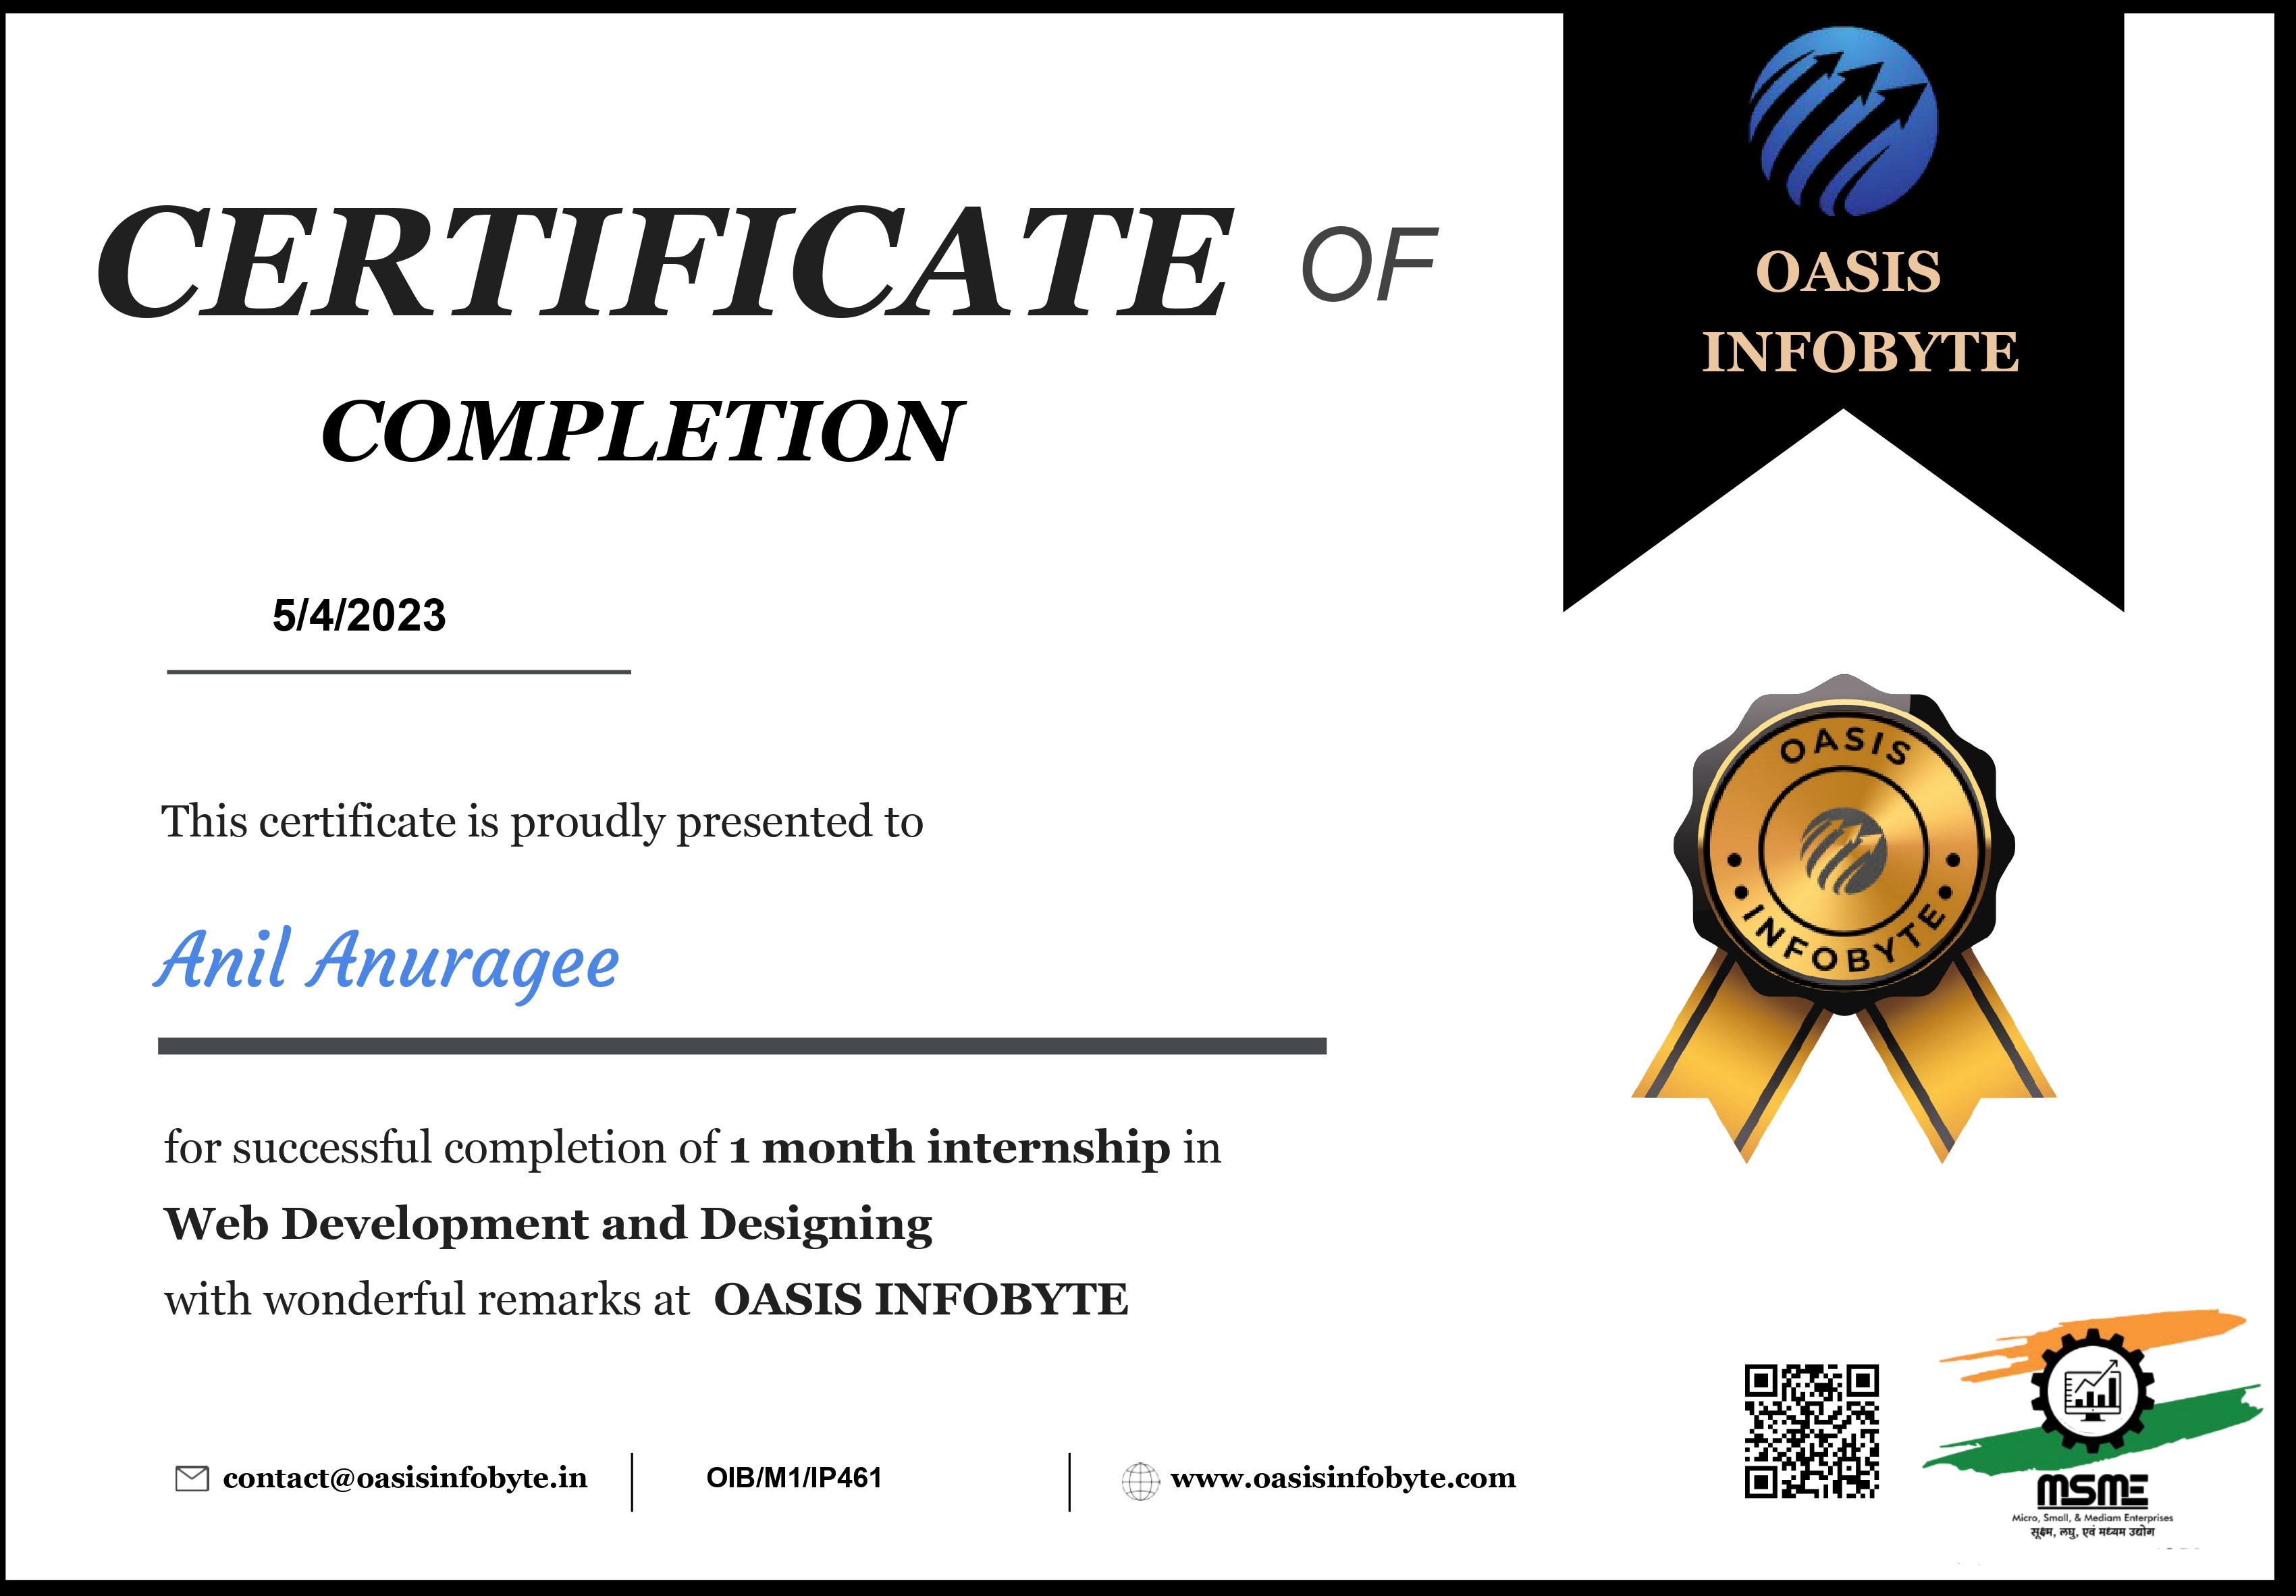 CERTIFICATE OF
COMPLETION
OASIS
INFOBYTE
5/4/2023
This certificate is proudly presented to
Anil Anuragee
for successful completion of 1 month internship in
Web Development and Designing
with wonderful remarks at OASIS INFOBYTE
OASIS
INFOBYTE
contact@oasisinfobyte.in
OIB/M1/IP461
www.oasisinfobyte.com
MSME
Micro, Small, & Mediam Enterprises
सूक्ष्म, लघु, एवं मध्यम उद्योग